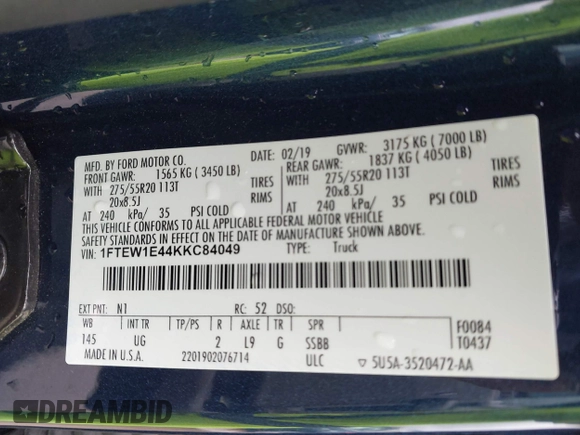 MFD. BY FORD MOTOR CO.
DATE: 02/19 GVWR: 3175 KG ( 7000 LB)
FRONT GAWR: 1565 KG ( 3450 LB) REAR GAWR: 1837 KG ( 4050 LB)
WITH 275/55R20 113T TIRES WITH 275/55R20 113T TIRES
20x8.5J RIMS 20x8.5J RIMS
AT 240 kPa/ 35 PSI COLD AT 240 kPa/ 35 PSI COLD
THIS VEHICLE CONFORMS TO ALL APPLICABLE FEDERAL MOTOR VEHICLE
SAFETY STANDARDS IN EFFECT ON THE DATE OF MANUFACTURE SHOWN ABOVE.
VIN: 1FTEW1E44KKC84049 TYPE: Truck
EXT PNT: N1 RC: 52 DSO:
WB INT TR TP/PS R AXLE TR SPR F0084
145 UG 2 L9 G SSBB T0437
MADE IN U.S.A. 2201902076714 ULC ▽ 5U5A-3520472-AA
DREAMBID